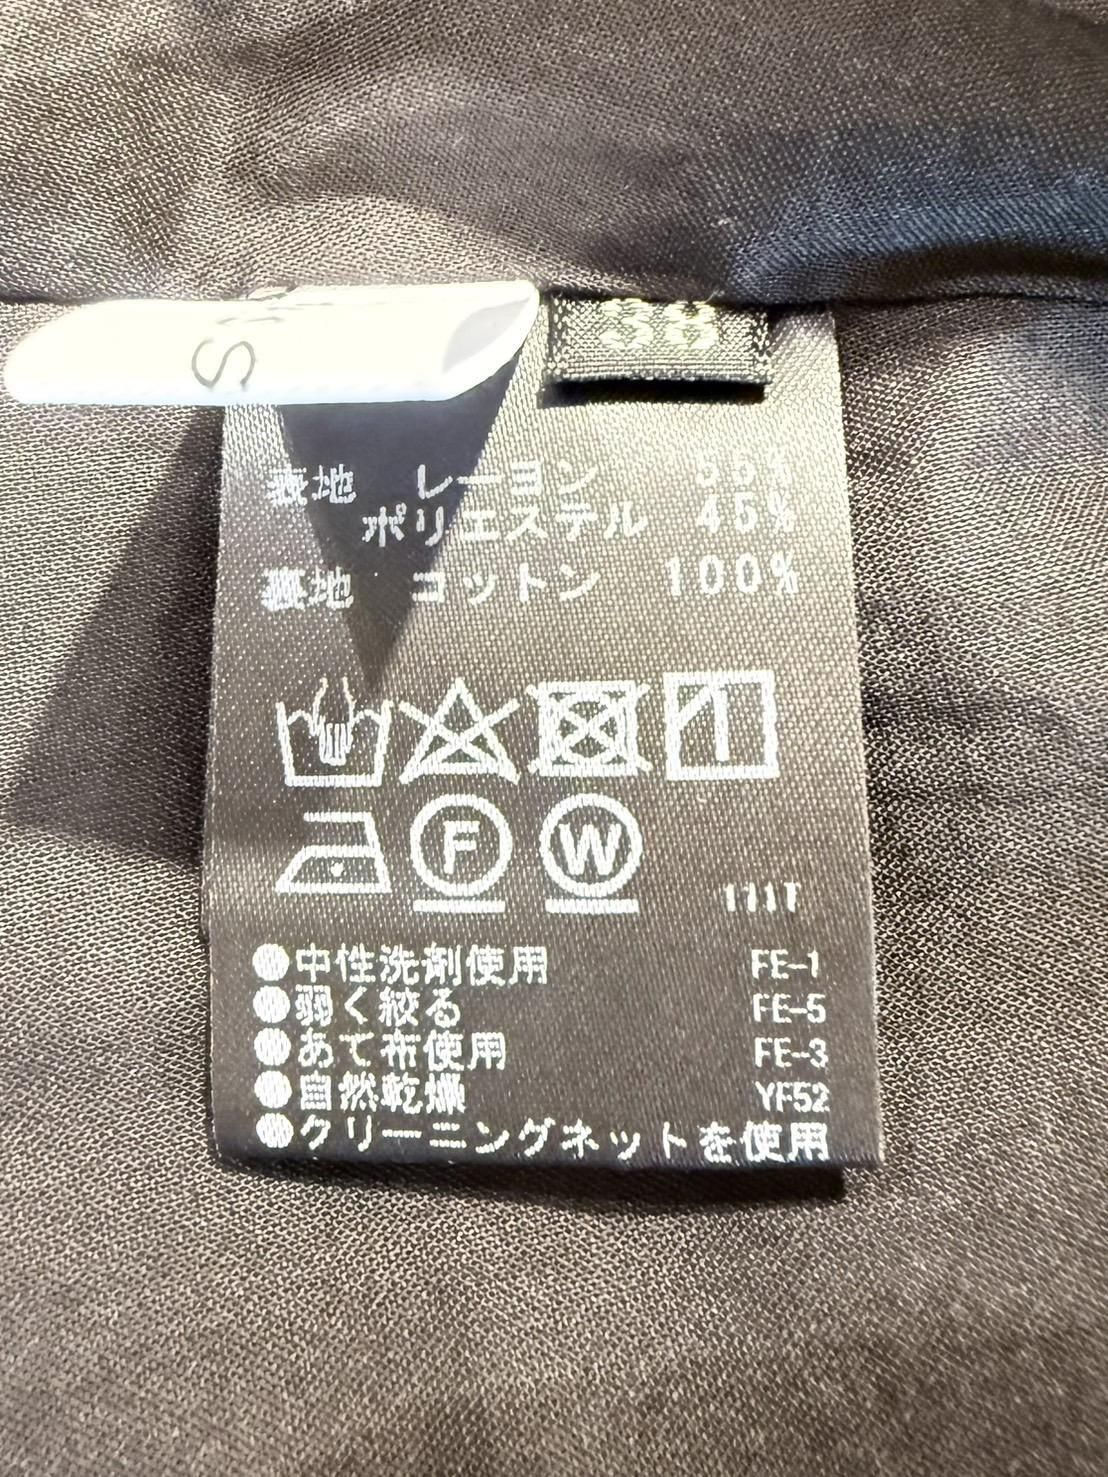 38
表地 レーヨン 55%
ポリエステル 45%
裏地 コットン 100%
F W
中性洗剤使用 FE-1
弱く絞る FE-5
あて布使用 FE-3
自然乾燥 YF52
クリーニングネットを使用